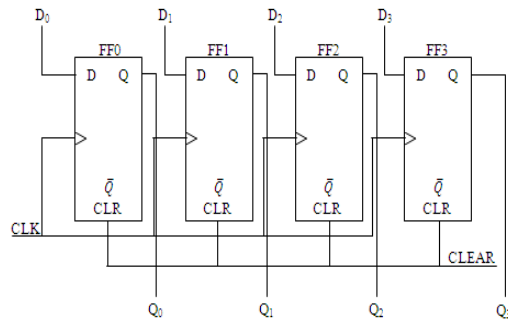 D0 D1 D2 D3
FF0 FF1 FF2 FF3
D Q D Q D Q D Q
Q̅ Q̅ Q̅ Q̅
CLR CLR CLR CLR
CLK
CLEAR
Q0 Q1 Q2 Q3